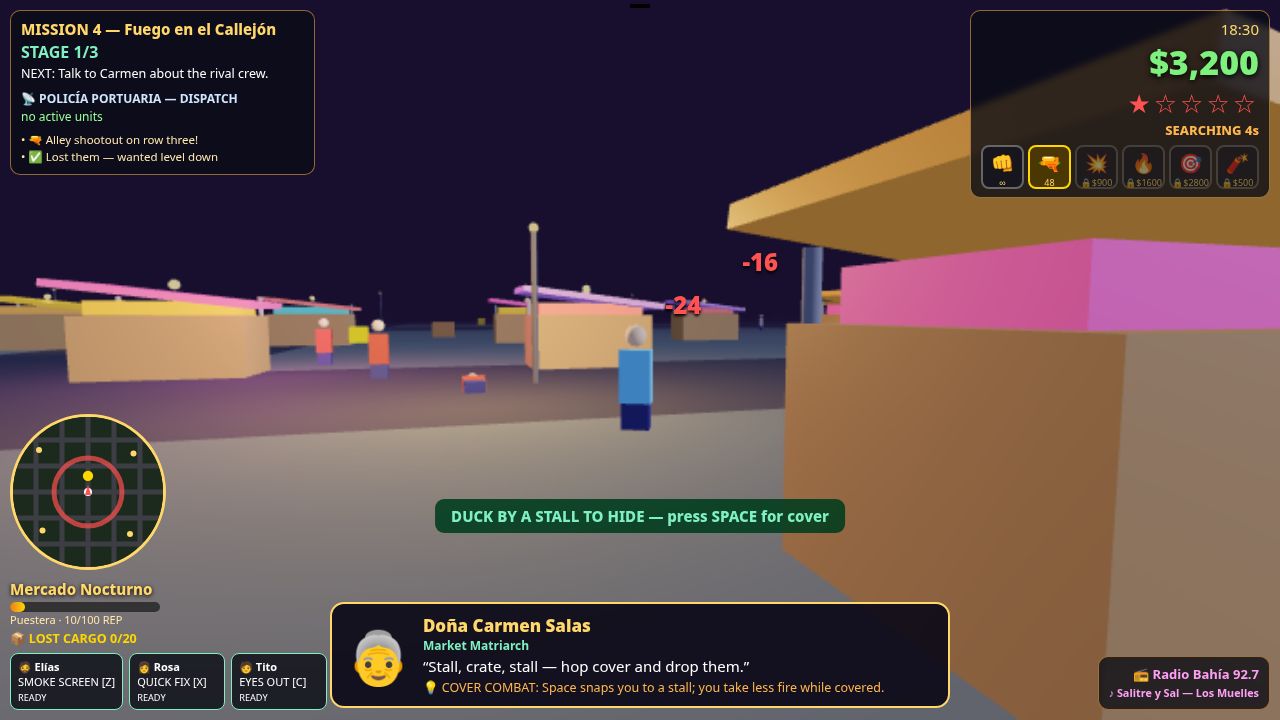 MISSION 4 — Fuego en el Callejón
STAGE 1/3
NEXT: Talk to Carmen about the rival crew.
📡 POLICÍA PORTUARIA — DISPATCH
no active units
• 🔫 Alley shootout on row three!
• ✅ Lost them — wanted level down
18:30
$3,200
★☆☆☆☆
SEARCHING 4s
∞ 48 🔒$900 🔒$1600 🔒$2800 🔒$500
-16
-24
DUCK BY A STALL TO HIDE — press SPACE for cover
Mercado Nocturno
Puestera · 10/100 REP
📦 LOST CARGO 0/20
🧔 Elías
SMOKE SCREEN [Z]
READY
👩 Rosa
QUICK FIX [X]
READY
🧑 Tito
EYES OUT [C]
READY
Doña Carmen Salas
Market Matriarch
“Stall, crate, stall — hop cover and drop them.”
💡 COVER COMBAT: Space snaps you to a stall; you take less fire while covered.
📻 Radio Bahía 92.7
♪ Salitre y Sal — Los Muelles